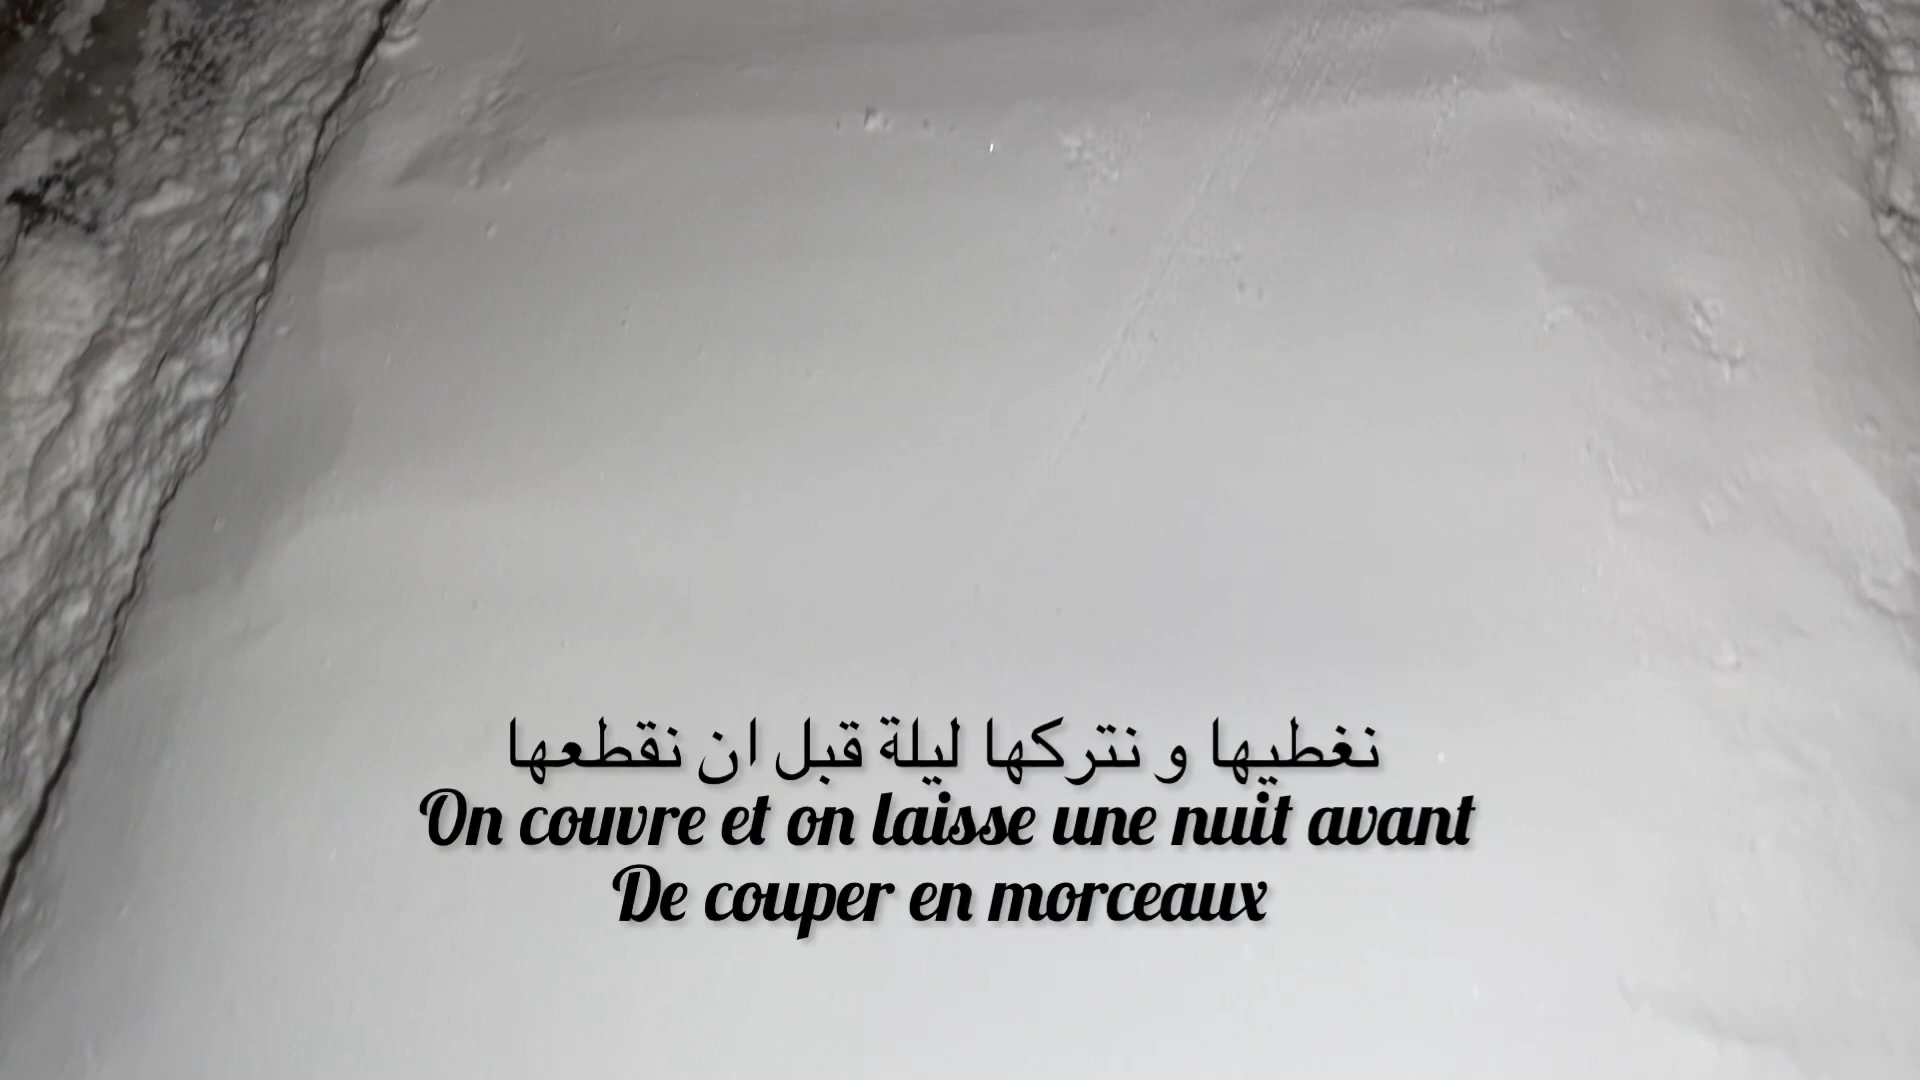 نغطيها و نتركها ليلة قبل ان نقطعها
On couvre et on laisse une nuit avant
De couper en morceaux